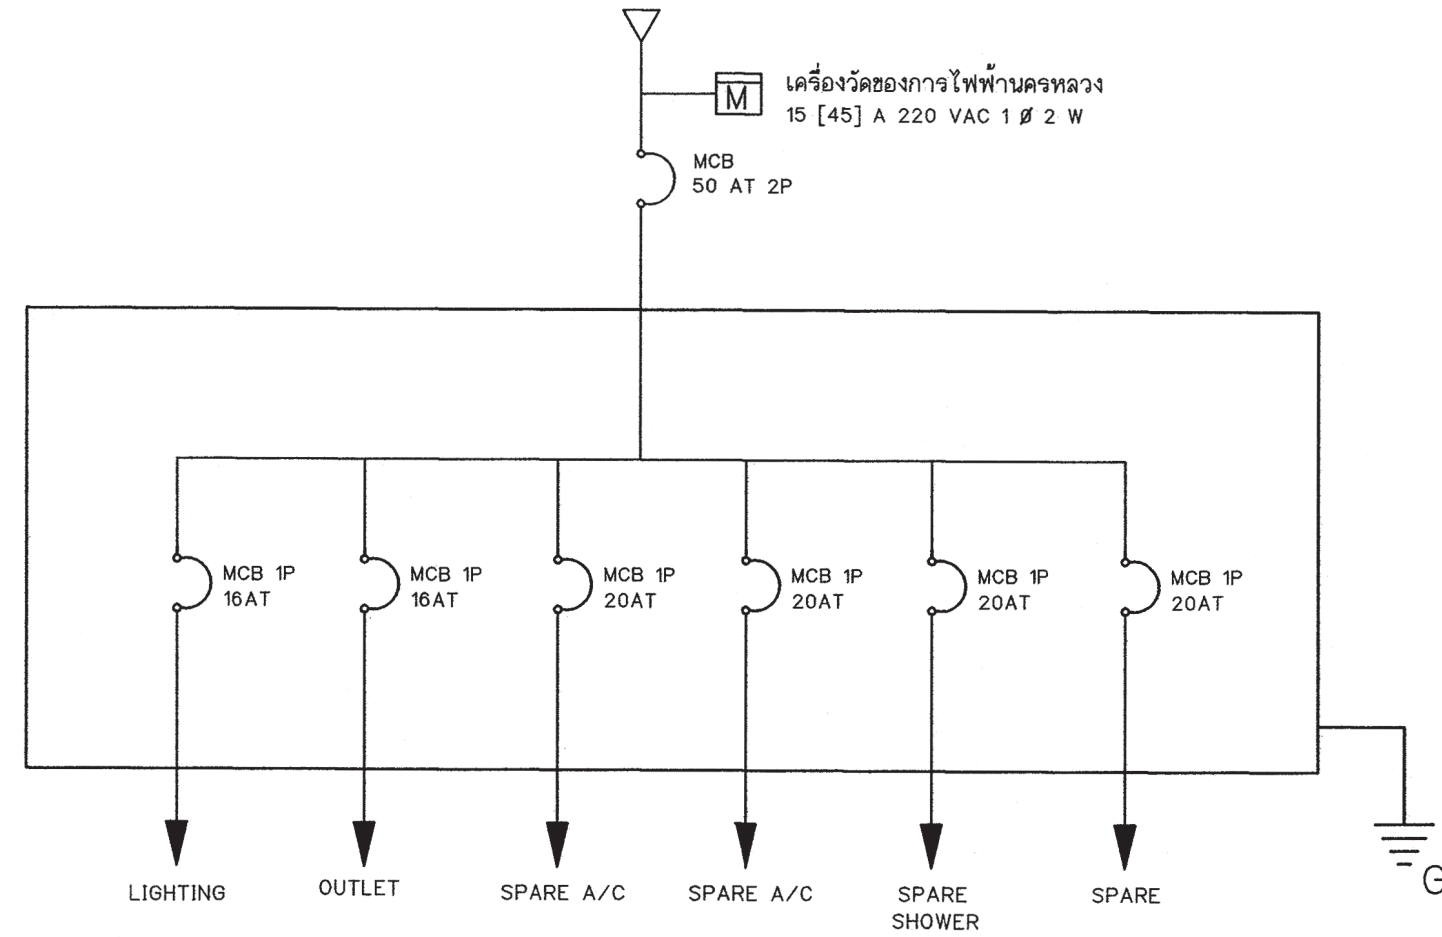 M
เครื่องวัดของการไฟฟ้านครหลวง
15 [45] A 220 VAC 1 Ø 2 W
MCB
50 AT 2P
MCB 1P
16AT
MCB 1P
16AT
MCB 1P
20AT
MCB 1P
20AT
MCB 1P
20AT
MCB 1P
20AT
LIGHTING
OUTLET
SPARE A/C
SPARE A/C
SPARE
SHOWER
SPARE
G